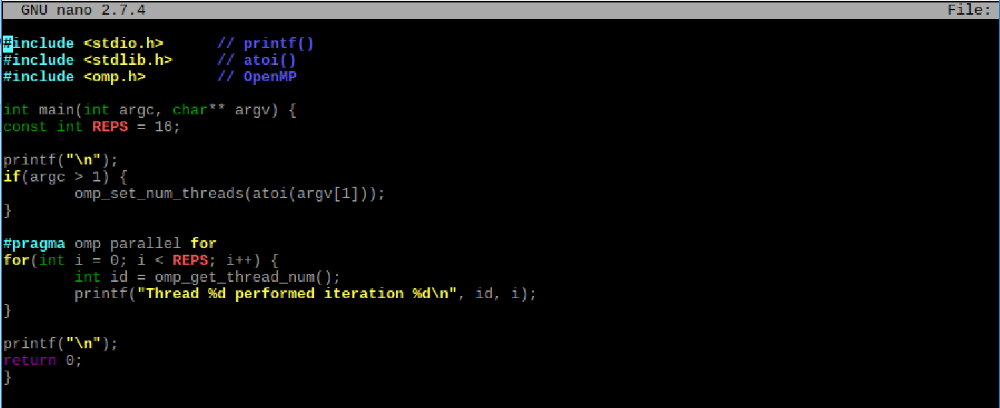 GNU nano 2.7.4 File:
#include <stdio.h>      // printf()
#include <stdlib.h>     // atoi()
#include <omp.h>        // OpenMP
int main(int argc, char** argv) {
const int REPS = 16;
printf("\n");
if(argc > 1) {
        omp_set_num_threads(atoi(argv[1]));
}
#pragma omp parallel for
for(int i = 0; i < REPS; i++) {
        int id = omp_get_thread_num();
        printf("Thread %d performed iteration %d\n", id, i);
}
printf("\n");
return 0;
}